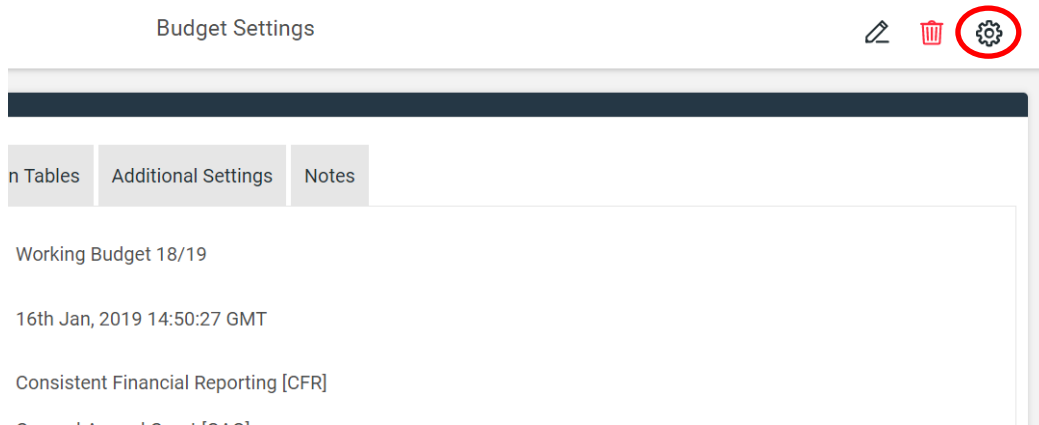 Budget Settings
n Tables Additional Settings Notes
Working Budget 18/19
16th Jan, 2019 14:50:27 GMT
Consistent Financial Reporting [CFR]